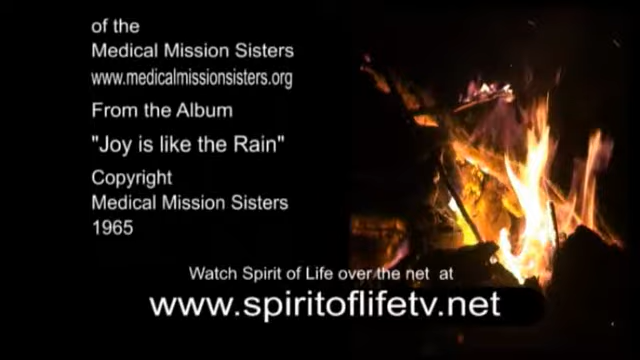 of the
Medical Mission Sisters
www.medicalmissionsisters.org
From the Album
"Joy is like the Rain"
Copyright
Medical Mission Sisters
1965
Watch Spirit of Life over the net at
www.spiritoflifetv.net